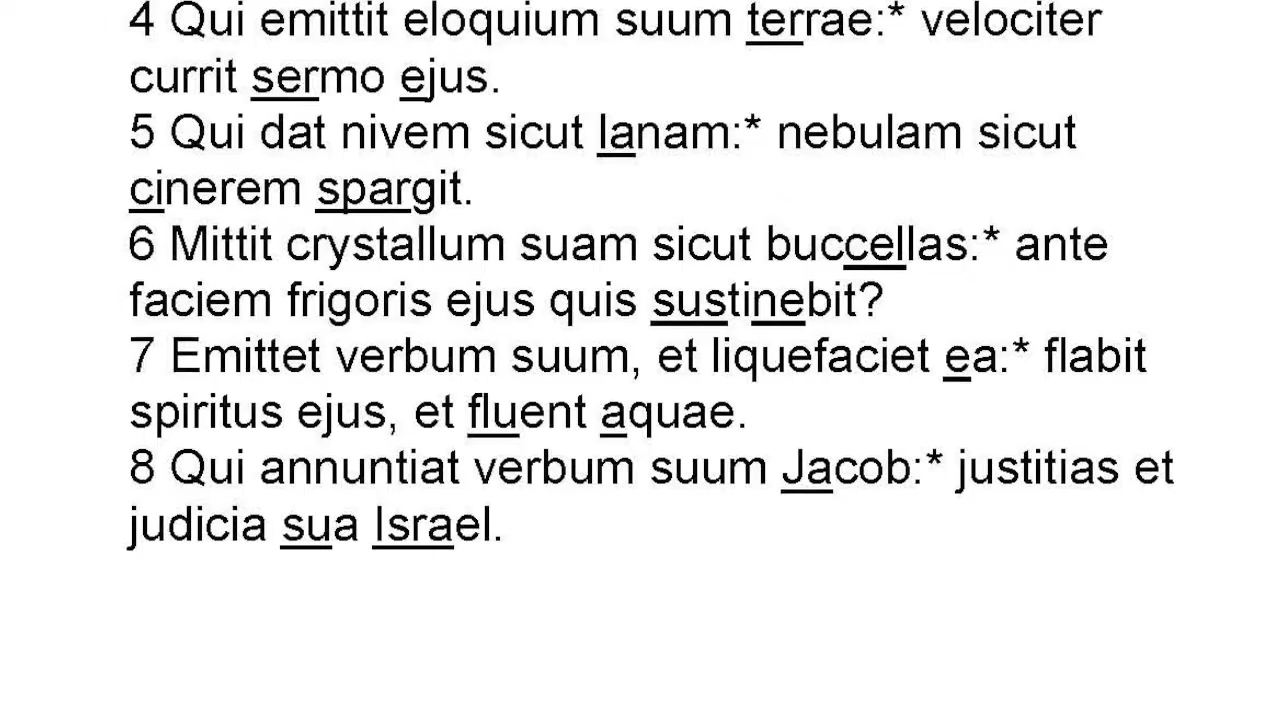 4 Qui emittit eloquium suum terrae:* velociter
currit sermo ejus.
5 Qui dat nivem sicut lanam:* nebulam sicut
cinerem spargit.
6 Mittit crystallum suam sicut buccellas:* ante
faciem frigoris ejus quis sustinebit?
7 Emittet verbum suum, et liquefaciet ea:* flabit
spiritus ejus, et fluent aquae.
8 Qui annuntiat verbum suum Jacob:* justitias et
judicia sua Israel.